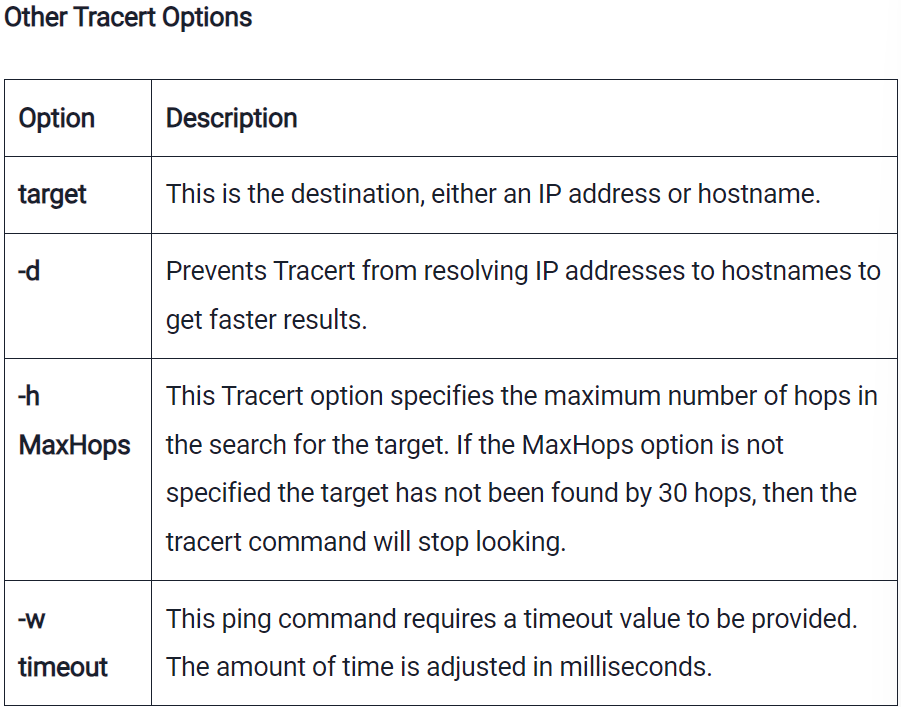 Other Tracert Options
Option
Description
target
This is the destination, either an IP address or hostname.
-d
Prevents Tracert from resolving IP addresses to hostnames to
get faster results.
-h
MaxHops
This Tracert option specifies the maximum number of hops in
the search for the target. If the MaxHops option is not
specified the target has not been found by 30 hops, then the
tracert command will stop looking.
-w
timeout
This ping command requires a timeout value to be provided.
The amount of time is adjusted in milliseconds.